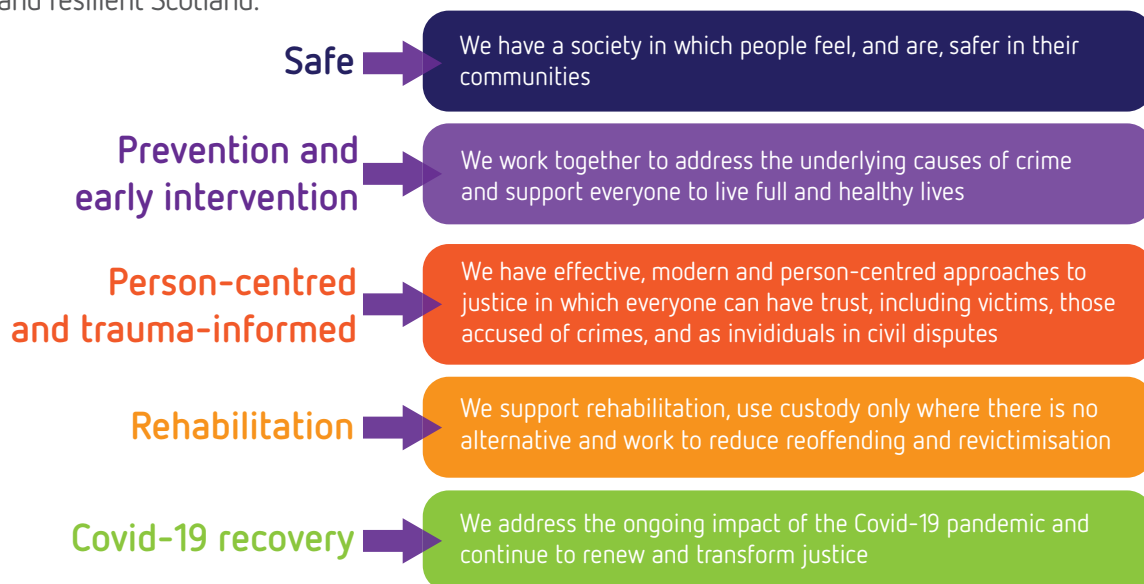 and resilient Scotland.
Safe
We have a society in which people feel, and are, safer in their
communities
Prevention and
early intervention
We work together to address the underlying causes of crime
and support everyone to live full and healthy lives
Person-centred
and trauma-informed
We have effective, modern and person-centred approaches to
justice in which everyone can have trust, including victims, those
accused of crimes, and as invididuals in civil disputes
Rehabilitation
We support rehabilitation, use custody only where there is no
alternative and work to reduce reoffending and revictimisation
Covid-19 recovery
We address the ongoing impact of the Covid-19 pandemic and
continue to renew and transform justice